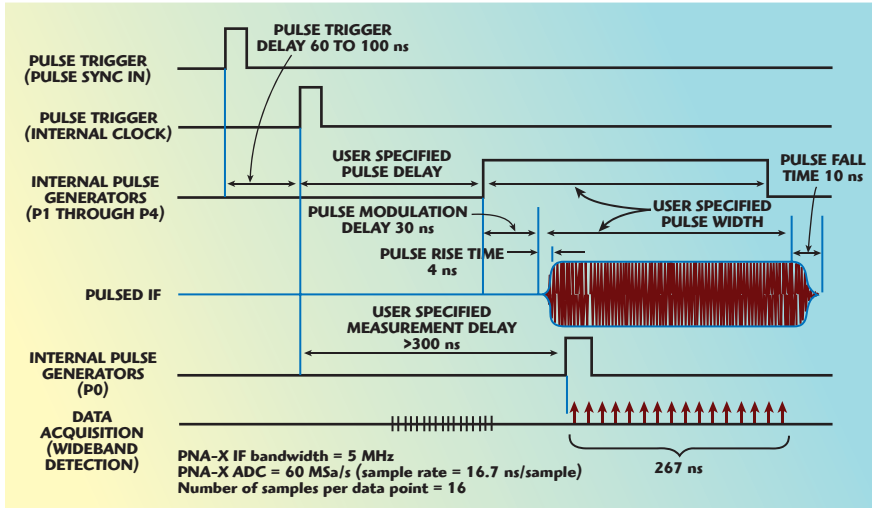 PULSE TRIGGER
DELAY 60 TO 100 ns
PULSE TRIGGER
(PULSE SYNC IN)
PULSE TRIGGER
(INTERNAL CLOCK)
USER SPECIFIED
PULSE DELAY
PULSE FALL
TIME 10 ns
INTERNAL PULSE
GENERATORS
(P1 THROUGH P4)
USER SPECIFIED
PULSE WIDTH
PULSE MODULATION
DELAY 30 ns
PULSE RISE TIME
4 ns
PULSED IF
USER SPECIFIED
MEASUREMENT DELAY
>300 ns
INTERNAL PULSE
GENERATORS
(P0)
DATA
ACQUISITION
(WIDEBAND
DETECTION)
267 ns
PNA-X IF bandwidth = 5 MHz
PNA-X ADC = 60 MSa/s (sample rate = 16.7 ns/sample)
Number of samples per data point = 16